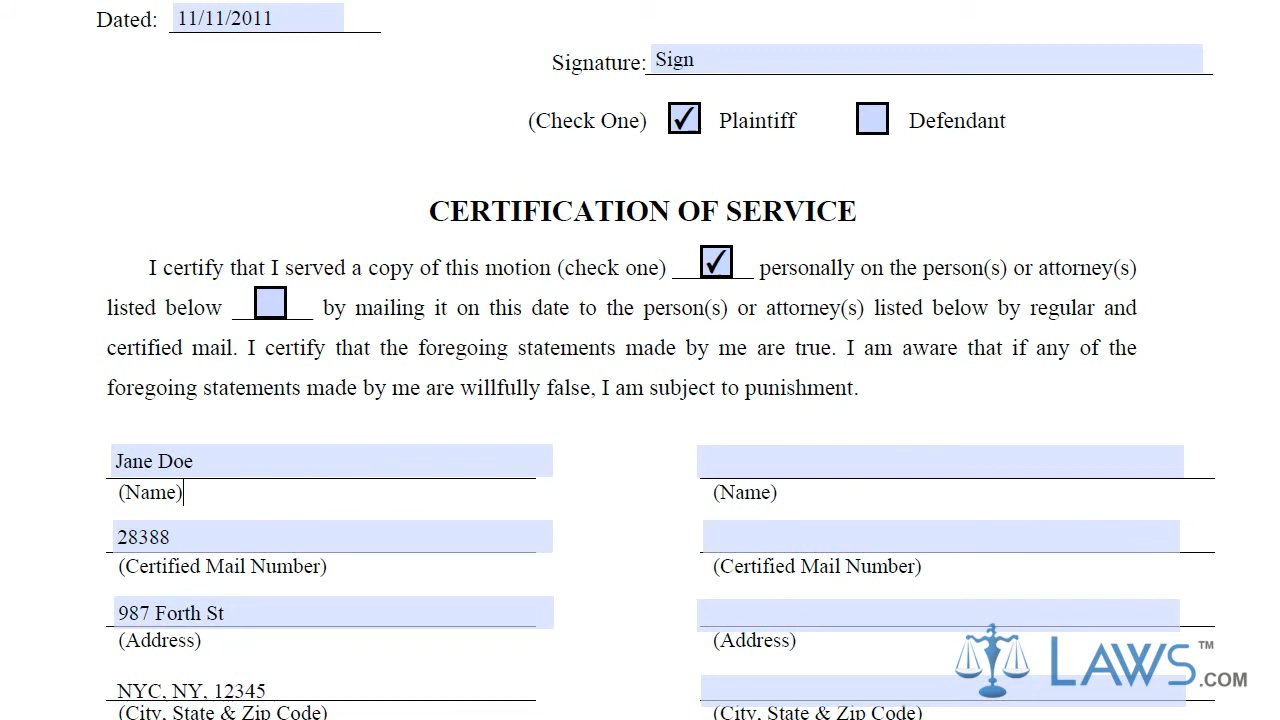 Dated: 11/11/2011
Signature: Sign
(Check One) ✓ Plaintiff Defendant
CERTIFICATION OF SERVICE
I certify that I served a copy of this motion (check one) ✓ personally on the person(s) or attorney(s)
listed below by mailing it on this date to the person(s) or attorney(s) listed below by regular and
certified mail. I certify that the foregoing statements made by me are true. I am aware that if any of the
foregoing statements made by me are willfully false, I am subject to punishment.
Jane Doe
(Name) (Name)
28388
(Certified Mail Number) (Certified Mail Number)
987 Forth St
(Address) (Address)
NYC, NY, 12345
(City, State & Zip Code) (City, State & Zip Code)
LAWS™.COM